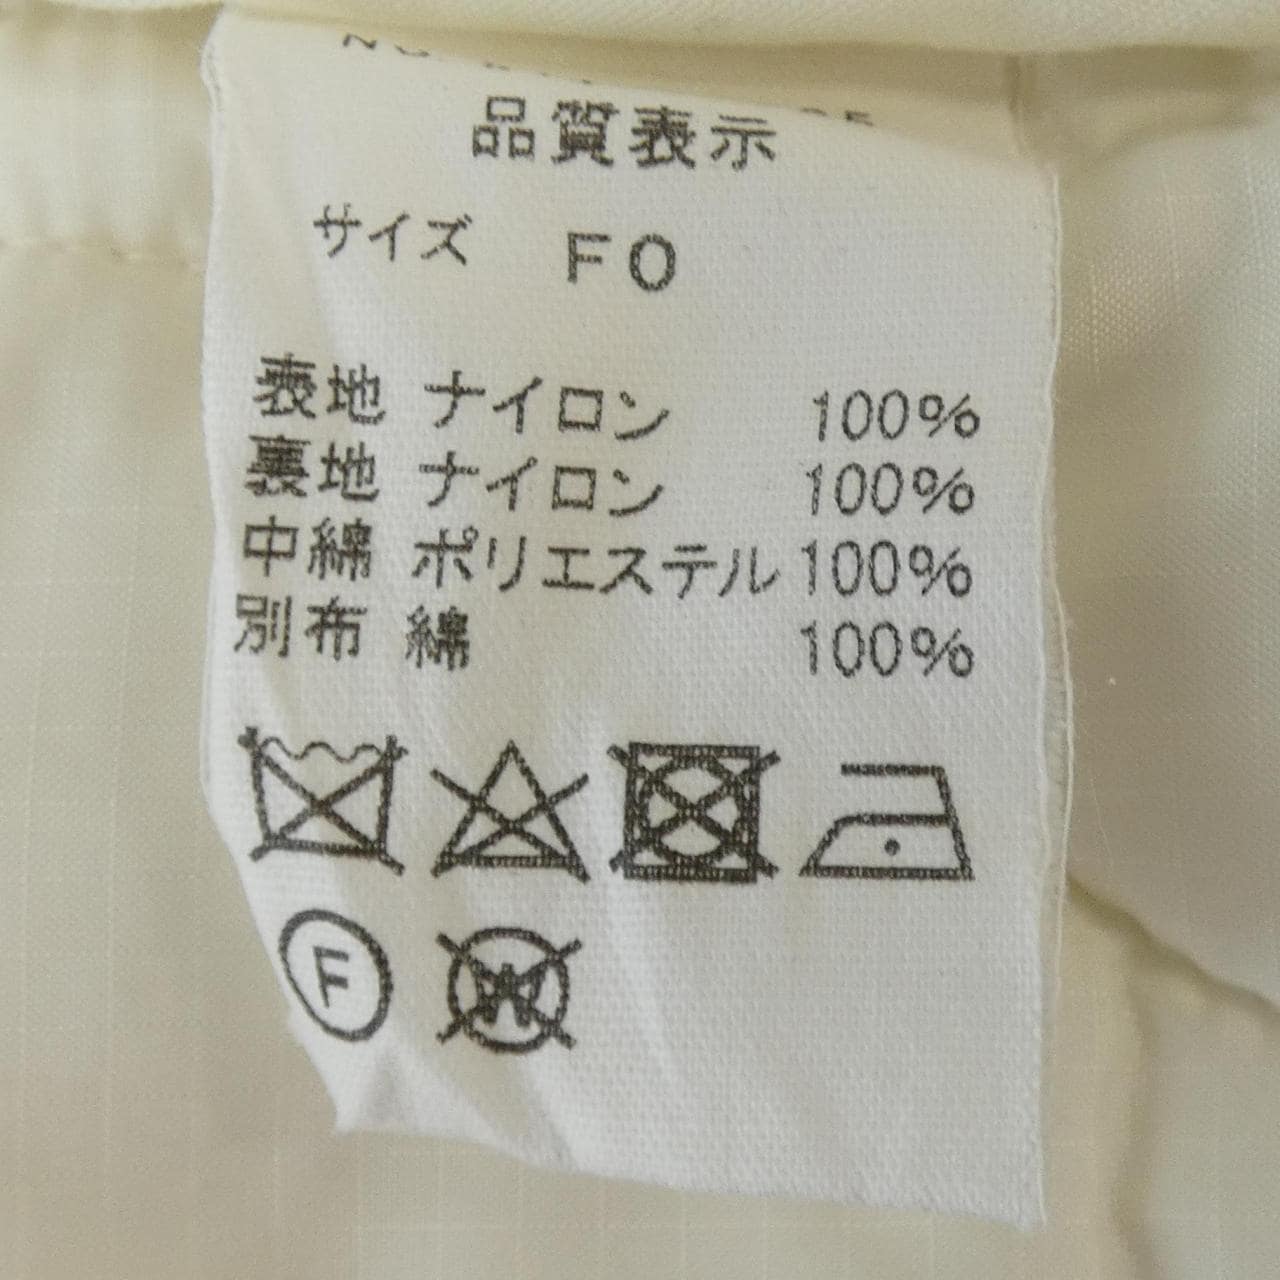 品質表示
サイズ FO
表地 ナイロン 100%
裏地 ナイロン 100%
中綿 ポリエステル 100%
別布 綿 100%
F
W